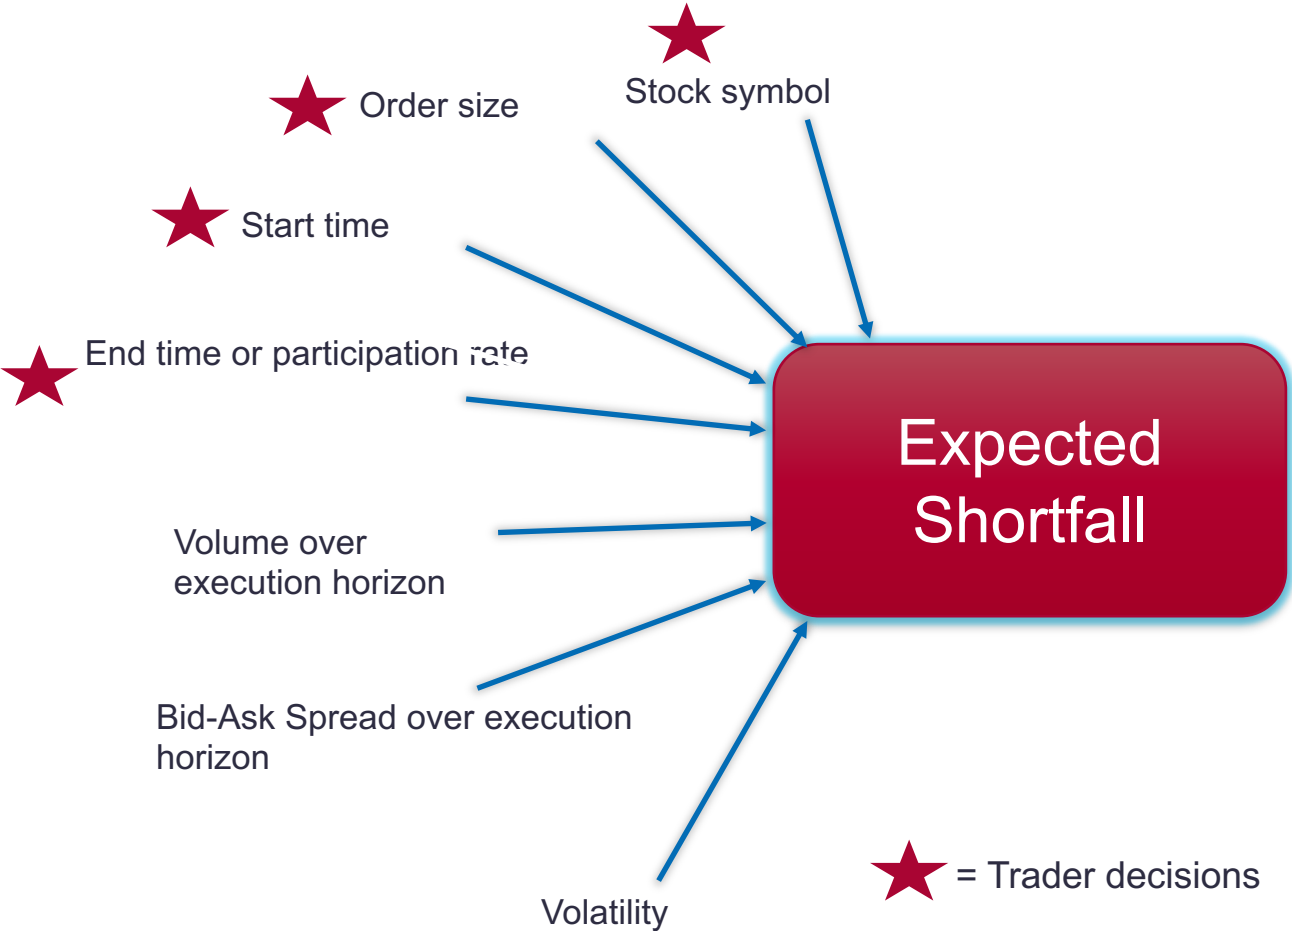 Stock symbol
Order size
Start time
End time or participation rate
Expected
Shortfall
Volume over
execution horizon
Bid-Ask Spread over execution
horizon
= Trader decisions
Volatility